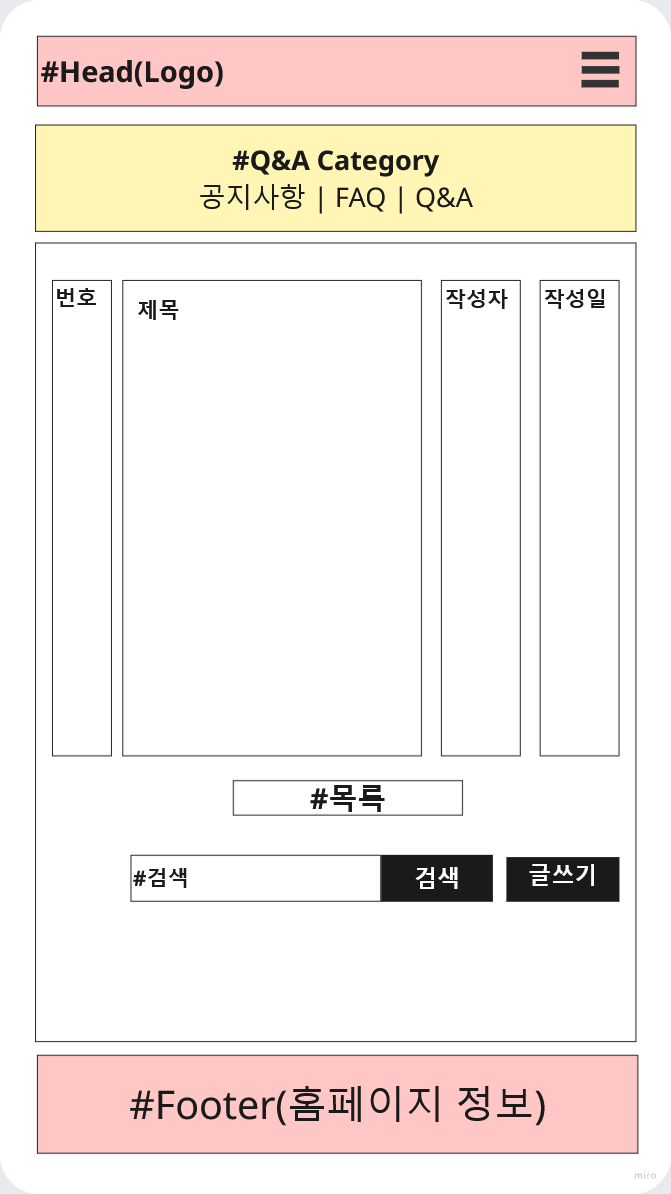 #Head(Logo)
#Q&A Category
공지사항 | FAQ | Q&A
번호
제목
작성자
작성일
#목록
#검색
검색
글쓰기
#Footer(홈페이지 정보)
miro